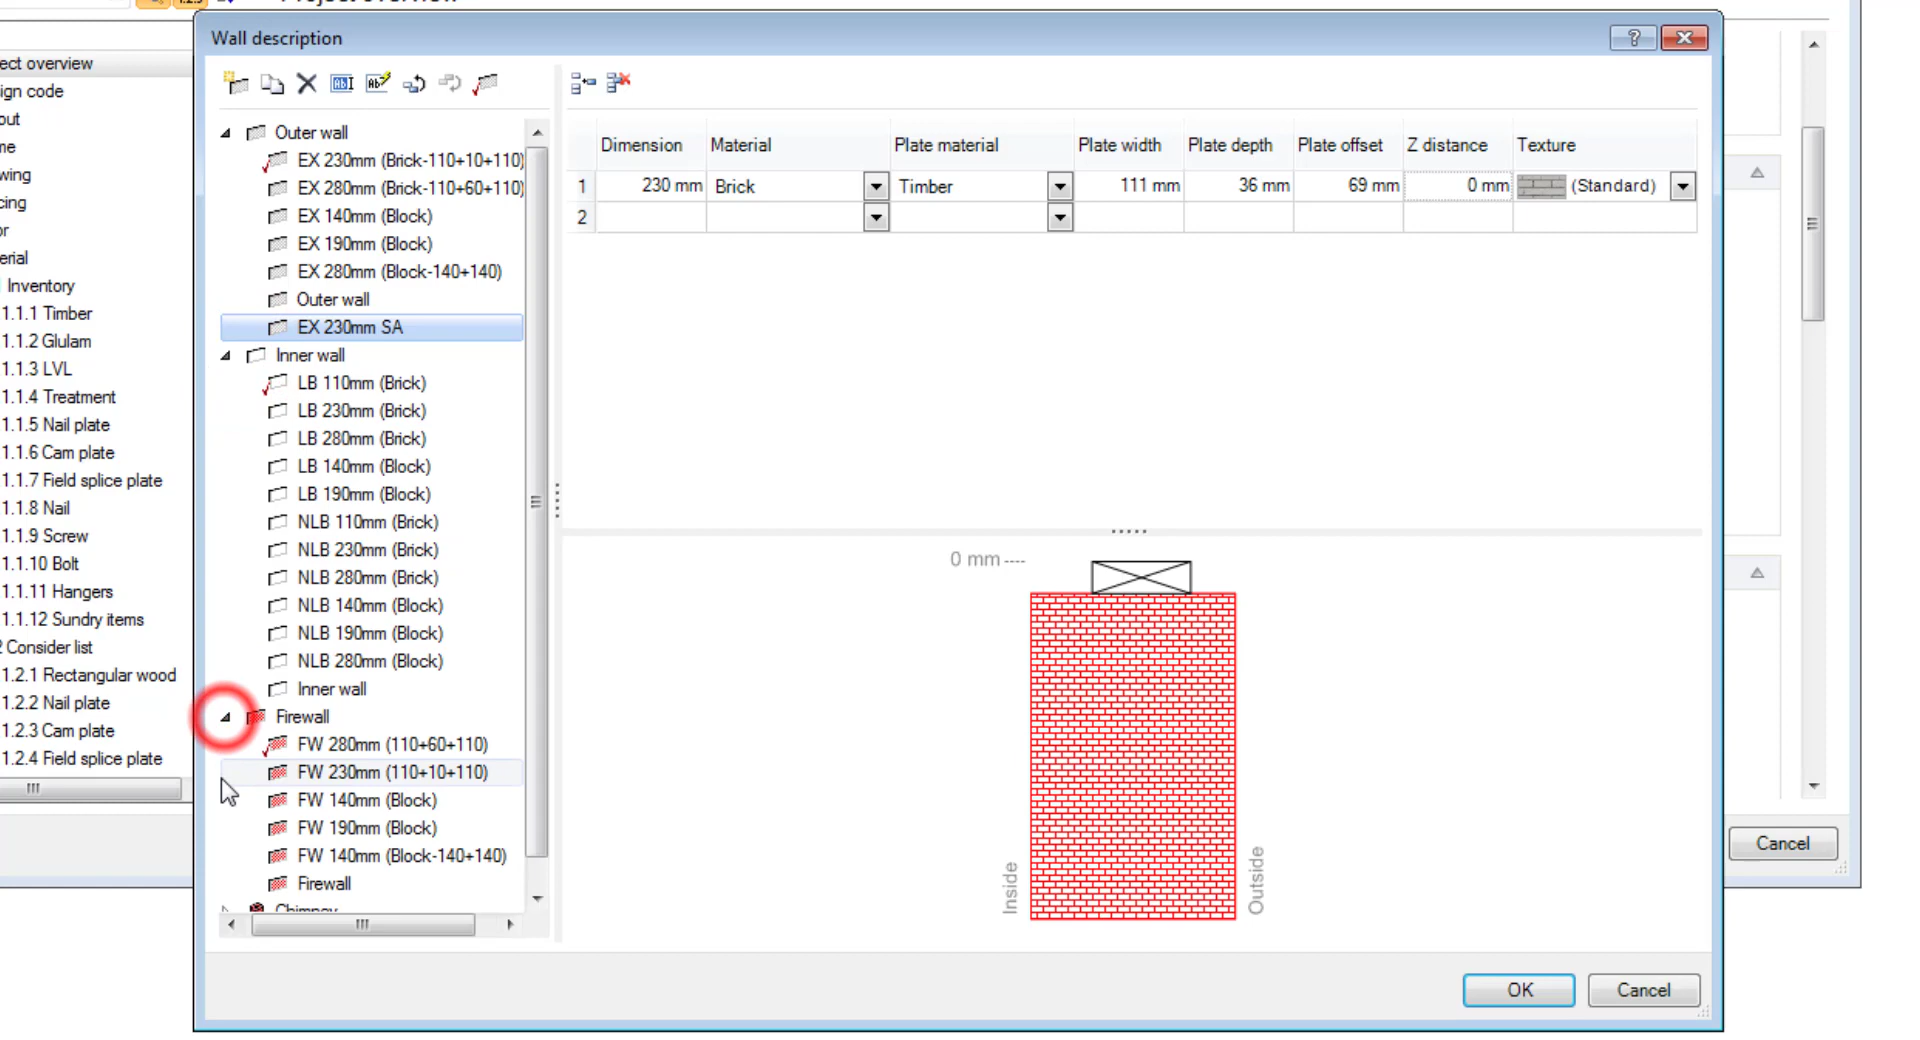 Project overview
Wall description
ect overview
ign code
out
me
wing
cing
or
erial
Inventory
1.1.1 Timber
1.1.2 Glulam
1.1.3 LVL
1.1.4 Treatment
1.1.5 Nail plate
1.1.6 Cam plate
1.1.7 Field splice plate
1.1.8 Nail
1.1.9 Screw
1.1.10 Bolt
1.1.11 Hangers
1.1.12 Sundry items
2 Consider list
1.2.1 Rectangular wood
1.2.2 Nail plate
1.2.3 Cam plate
1.2.4 Field splice plate
Outer wall
EX 230mm (Brick-110+10+110)
EX 280mm (Brick-110+60+110)
EX 140mm (Block)
EX 190mm (Block)
EX 280mm (Block-140+140)
Outer wall
EX 230mm SA
Inner wall
LB 110mm (Brick)
LB 230mm (Brick)
LB 280mm (Brick)
LB 140mm (Block)
LB 190mm (Block)
NLB 110mm (Brick)
NLB 230mm (Brick)
NLB 280mm (Brick)
NLB 140mm (Block)
NLB 190mm (Block)
NLB 280mm (Block)
Inner wall
Firewall
FW 280mm (110+60+110)
FW 230mm (110+10+110)
FW 140mm (Block)
FW 190mm (Block)
FW 140mm (Block-140+140)
Firewall
Chimney
Dimension Material Plate material Plate width Plate depth Plate offset Z distance Texture
1 230 mm Brick Timber 111 mm 36 mm 69 mm 0 mm (Standard)
2
0 mm
Inside
Outside
OK Cancel
Cancel